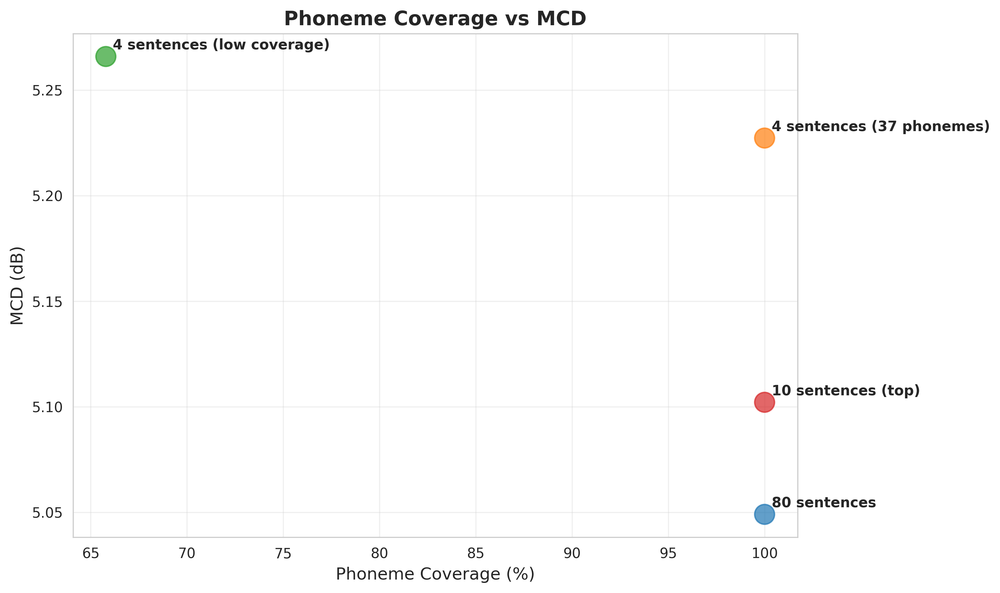 Phoneme Coverage vs MCD
4 sentences (low coverage)
4 sentences (37 phonemes)
10 sentences (top)
80 sentences
MCD (dB)
5.25
5.20
5.15
5.10
5.05
65 70 75 80 85 90 95 100
Phoneme Coverage (%)